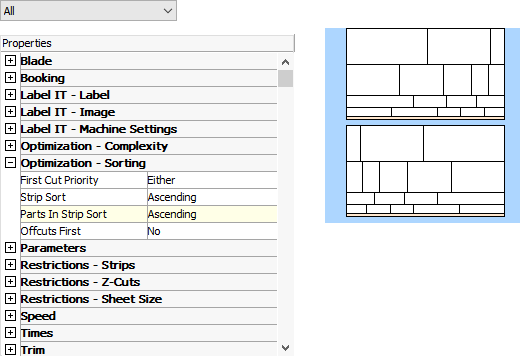 All
Properties
Blade
Booking
Label IT - Label
Label IT - Image
Label IT - Machine Settings
Optimization - Complexity
Optimization - Sorting
First Cut Priority Either
Strip Sort Ascending
Parts In Strip Sort Ascending
Offcuts First No
Parameters
Restrictions - Strips
Restrictions - Z-Cuts
Restrictions - Sheet Size
Speed
Times
Trim